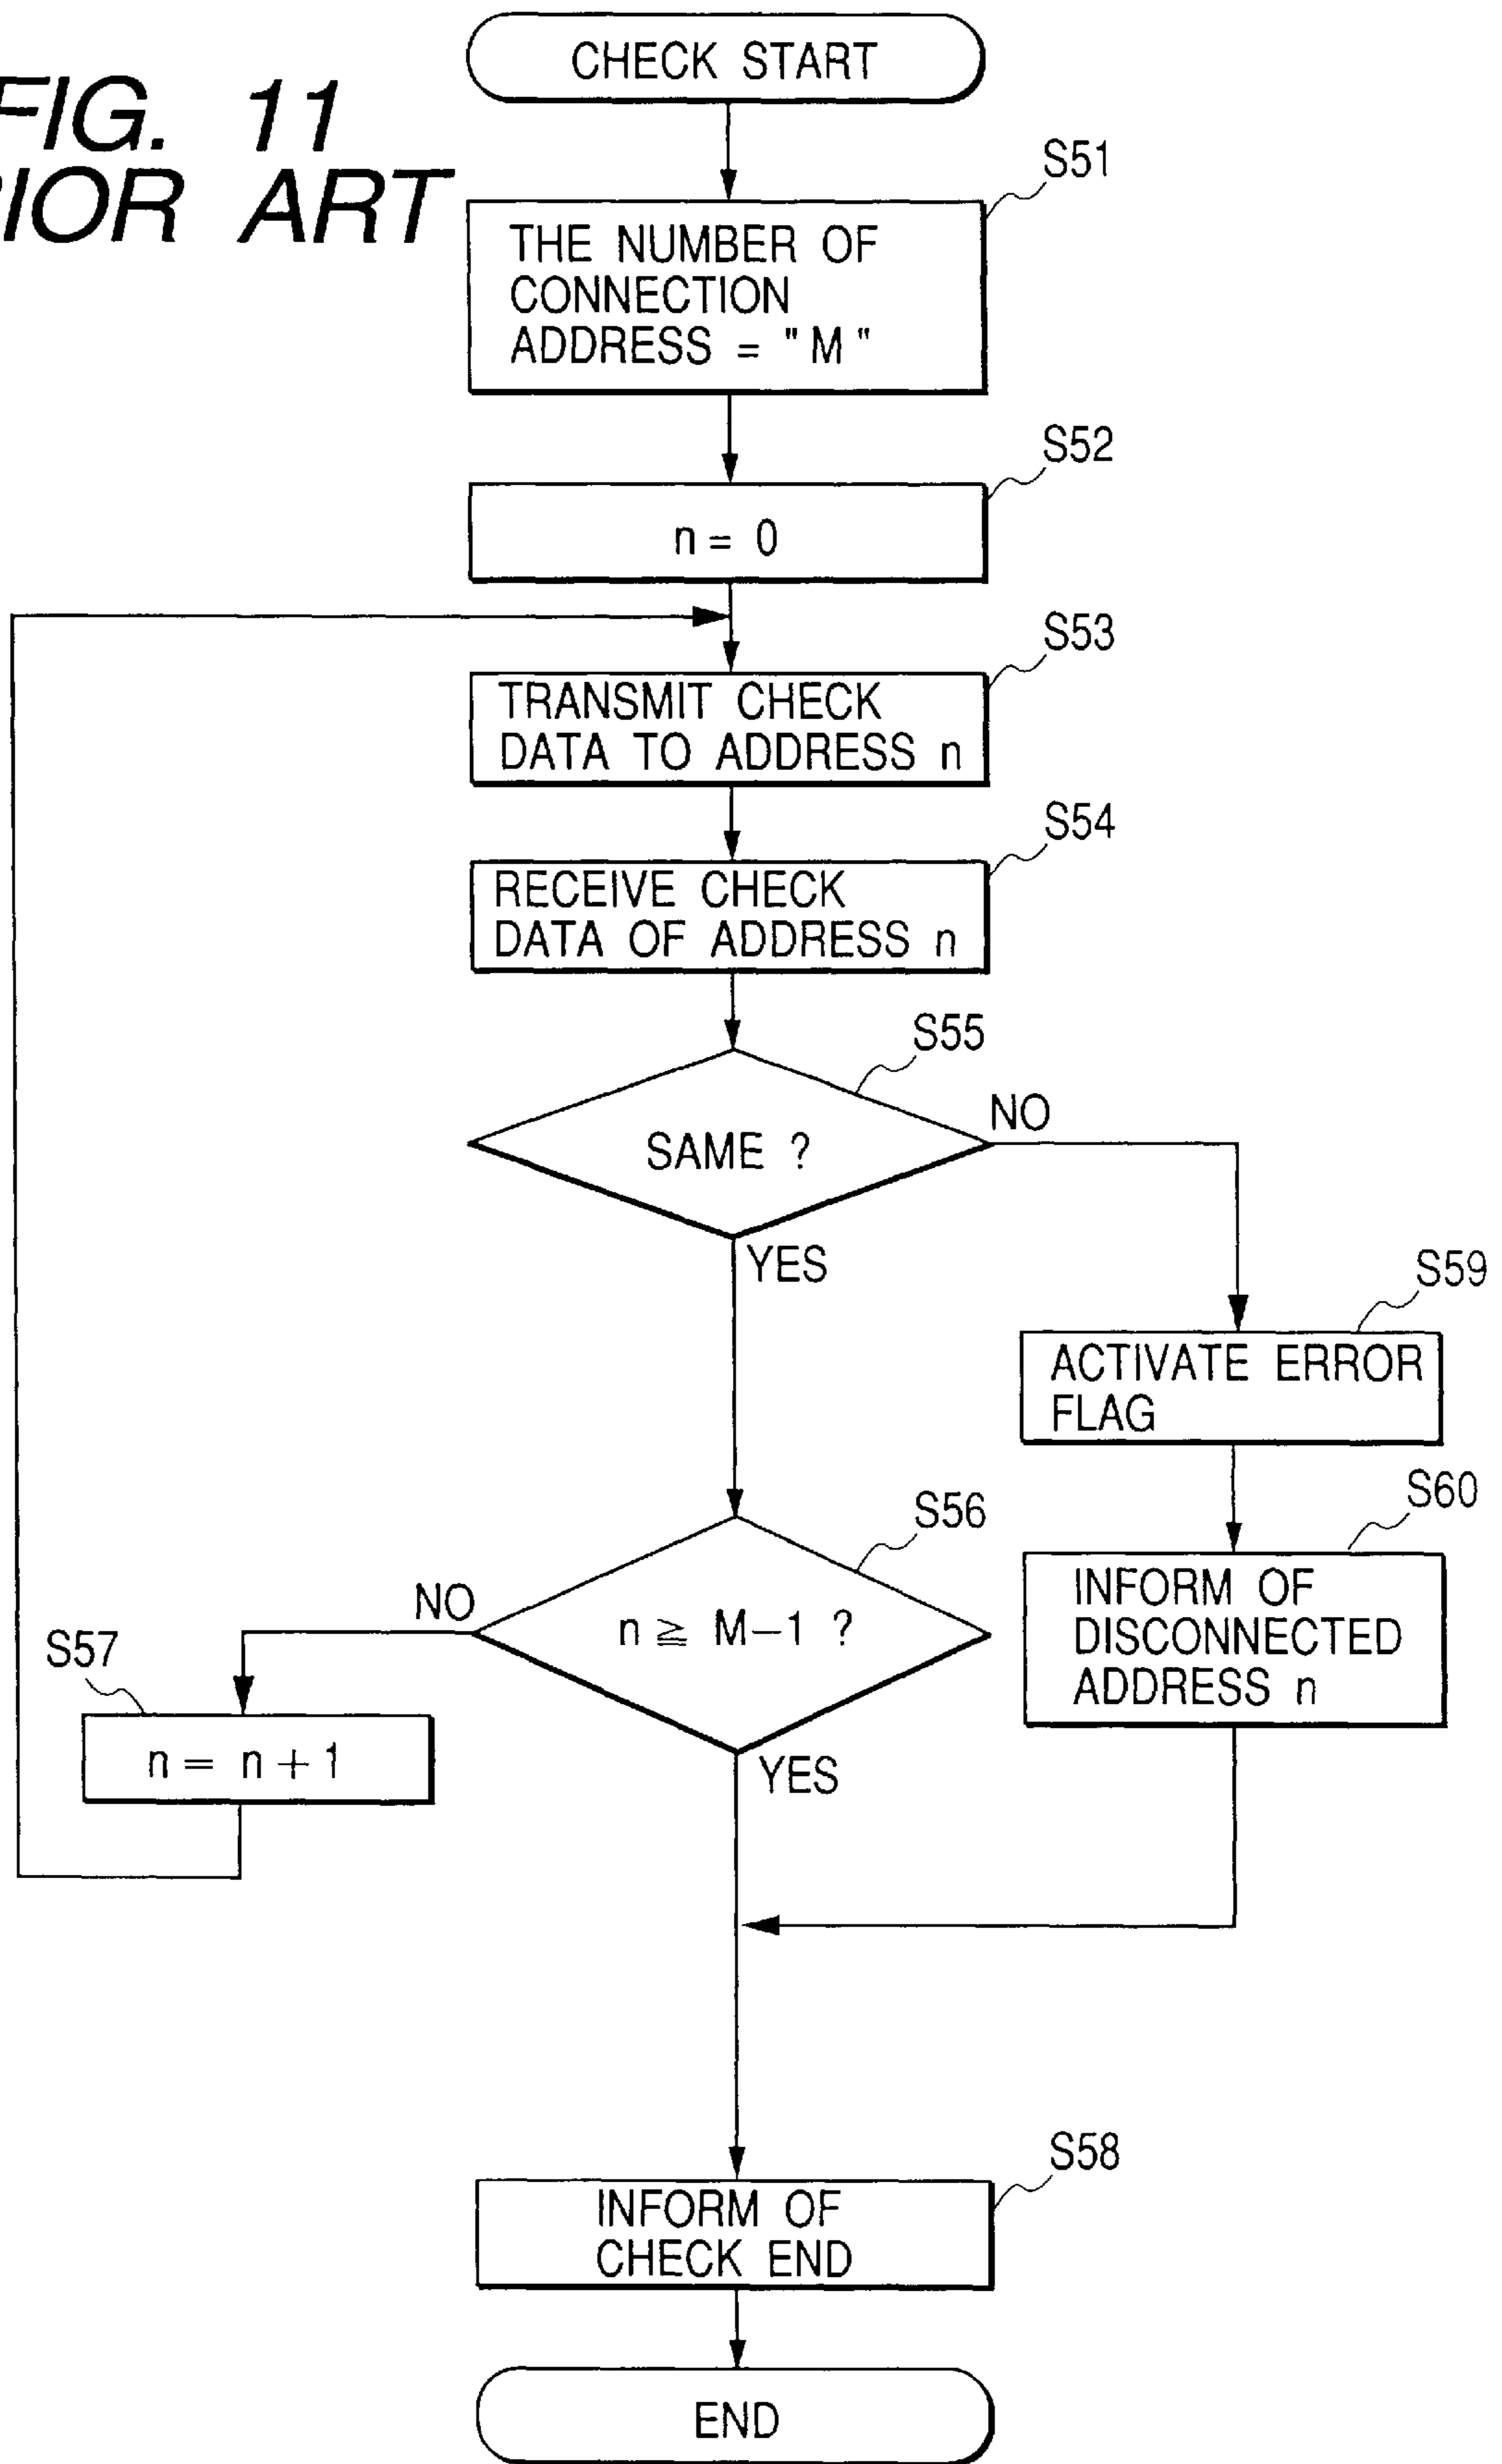 FIG. 11
RIOR ART
CHECK START
S51
THE NUMBER OF
CONNECTION
ADDRESS = "M"
S52
n = 0
S53
TRANSMIT CHECK
DATA TO ADDRESS n
S54
RECEIVE CHECK
DATA OF ADDRESS n
S55
SAME ?
NO
YES
S59
ACTIVATE ERROR
FLAG
S60
INFORM OF
DISCONNECTED
ADDRESS n
S56
n ≧ M-1 ?
NO
YES
S57
n = n + 1
S58
INFORM OF
CHECK END
END